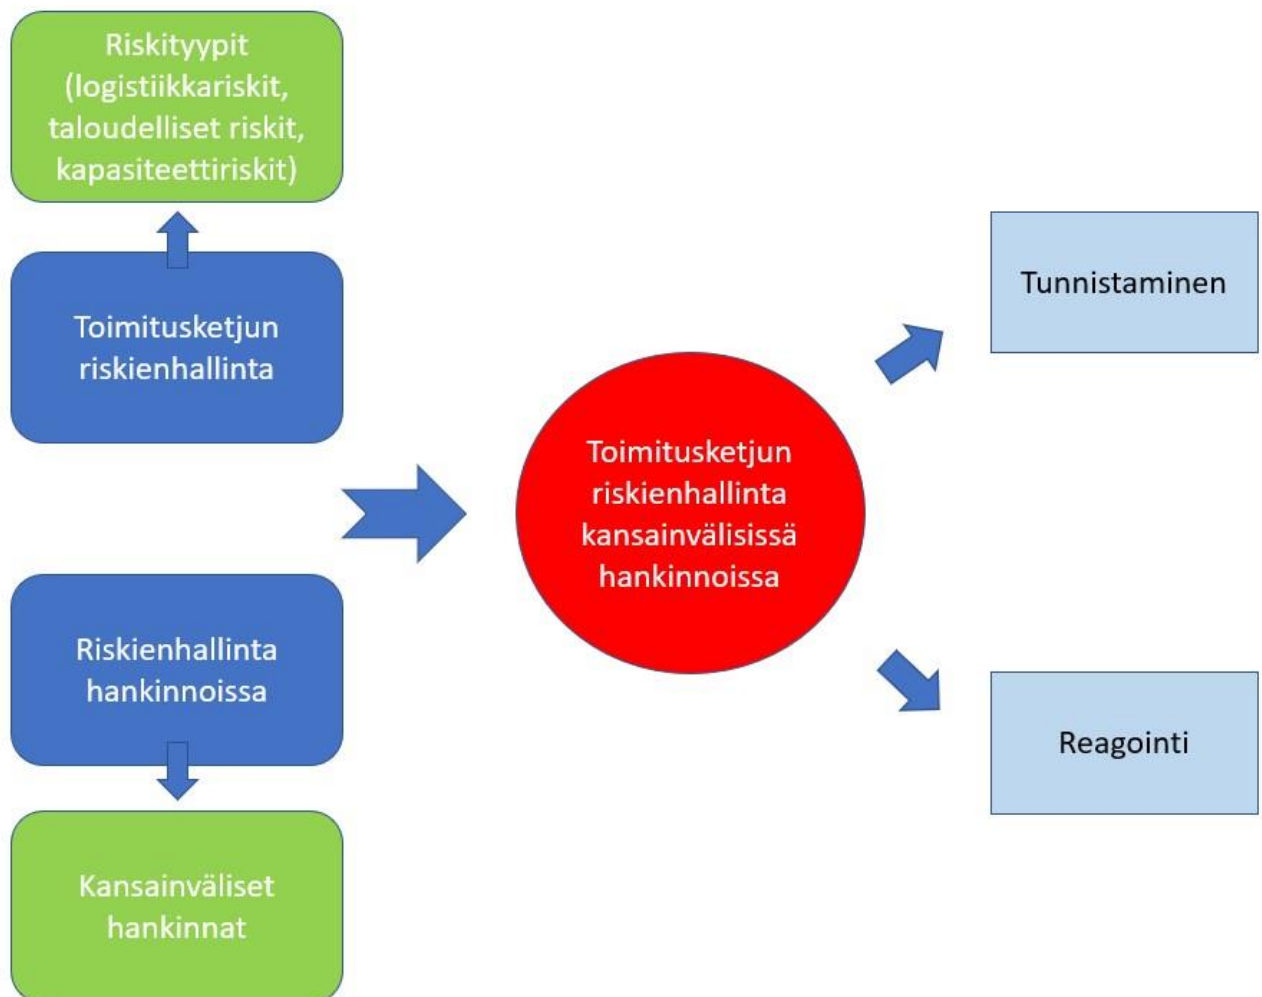 Riskityypit
(logistiikkariskit,
taloudelliset riskit,
kapasiteettiriskit)
Toimitusketjun
riskienhallinta
Riskienhallinta
hankinnoissa
Kansainväliset
hankinnat
Toimitusketjun
riskienhallinta
kansainvälisissä
hankinnoissa
Tunnistaminen
Reagointi